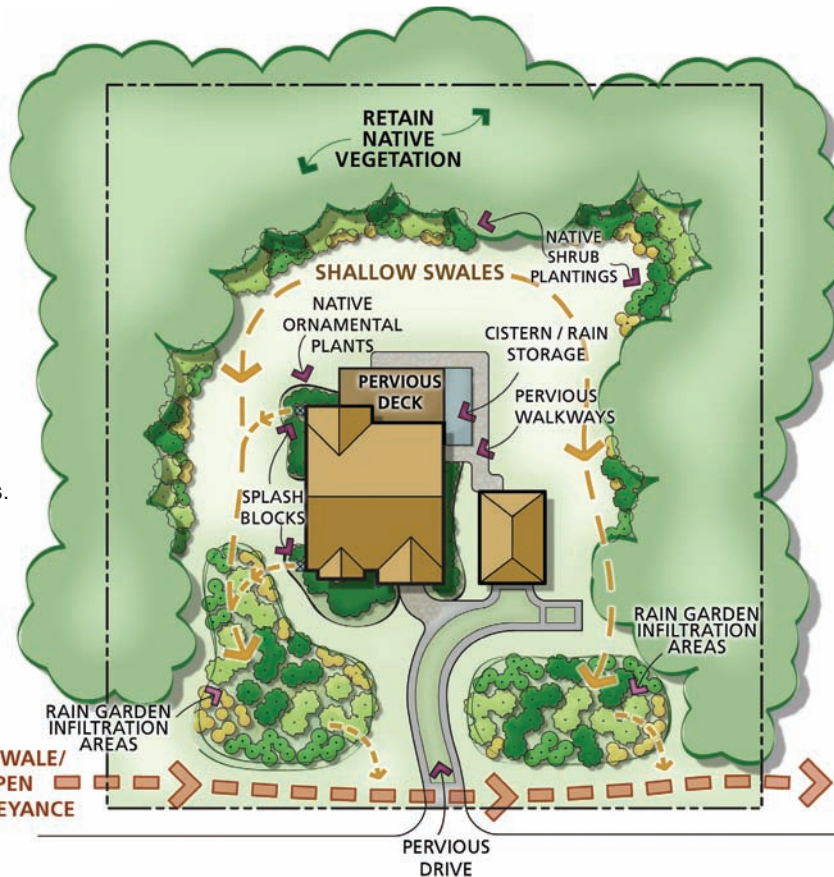 RETAIN
NATIVE
VEGETATION
NATIVE
SHRUB
PLANTINGS
SHALLOW SWALES
NATIVE
ORNAMENTAL
PLANTS
CISTERN / RAIN
STORAGE
PERVIOUS
DECK
PERVIOUS
WALKWAYS
s.
SPLASH
BLOCKS
RAIN GARDEN
INFILTRATION
AREAS
RAIN GARDEN
INFILTRATION
AREAS
WALE/
PEN
EYANCE
PERVIOUS
DRIVE